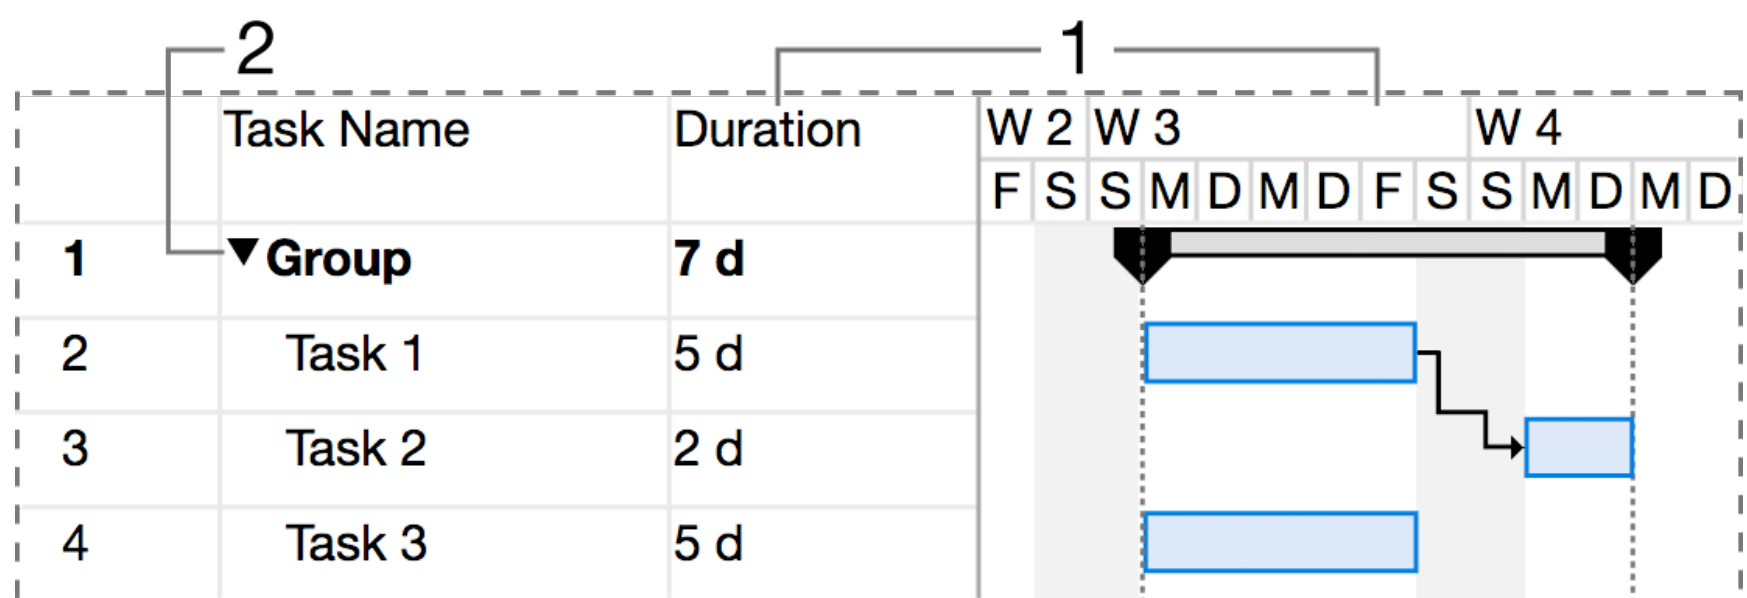 2 1
Task Name Duration W 2 W 3 W 4
F S S M D M D F S S M D M D
1 Group 7 d
2 Task 1 5 d
3 Task 2 2 d
4 Task 3 5 d